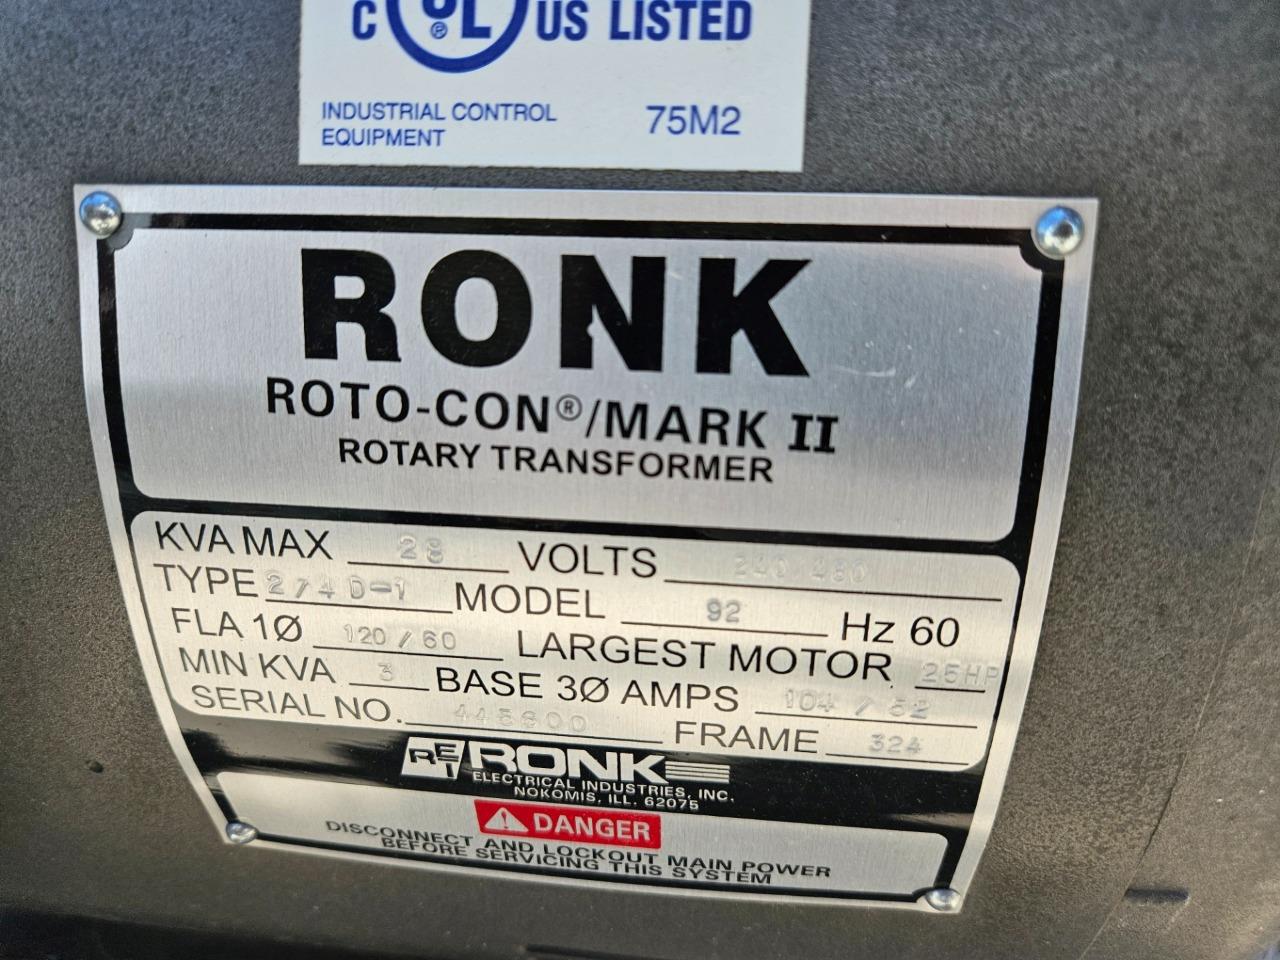 C UL ® US LISTED
INDUSTRIAL CONTROL 75M2
EQUIPMENT
RONK
ROTO-CON®/MARK II
ROTARY TRANSFORMER
KVA MAX 28 VOLTS 240 480
TYPE 2740-1 MODEL 92 Hz 60
FLA 1Ø 120/60 LARGEST MOTOR 25HP
MIN KVA 3 BASE 3Ø AMPS 104/52
SERIAL NO. FRAME 324
REI RONK
ELECTRICAL INDUSTRIES, INC.
NOKOMIS, ILL. 62075
DANGER
DISCONNECT AND LOCKOUT MAIN POWER
BEFORE SERVICING THIS SYSTEM